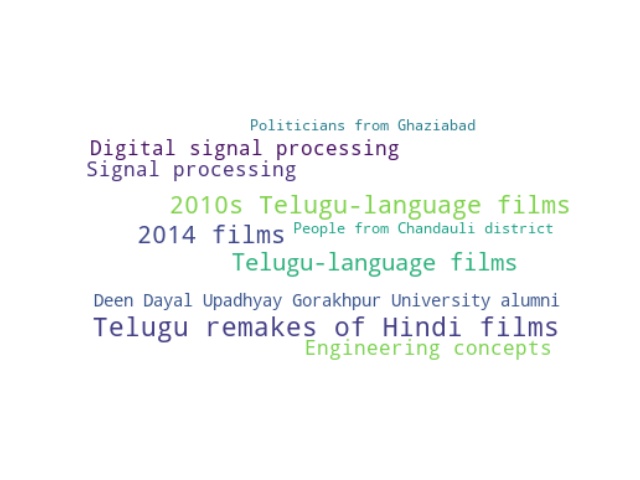 Politicians from Ghaziabad
Digital signal processing
Signal processing
2010s Telugu-language films
2014 films
People from Chandauli district
Telugu-language films
Deen Dayal Upadhyay Gorakhpur University alumni
Telugu remakes of Hindi films
Engineering concepts